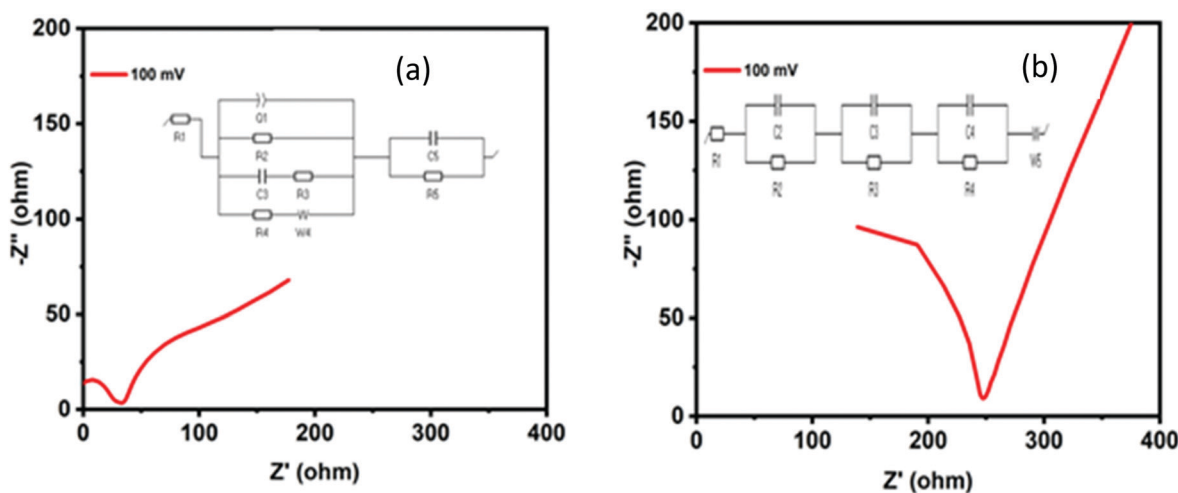 200
150
100
50
0
-Z" (ohm)
100 mV
(a)
R1
Q1
R2
C3 R3
R4 W4
C5
R5
0 100 200 300 400
Z' (ohm)
200
150
100
50
0
-Z" (ohm)
100 mV
(b)
R1
C2
R2
C3
R3
C4
R4
0 100 200 300 400
Z' (ohm)